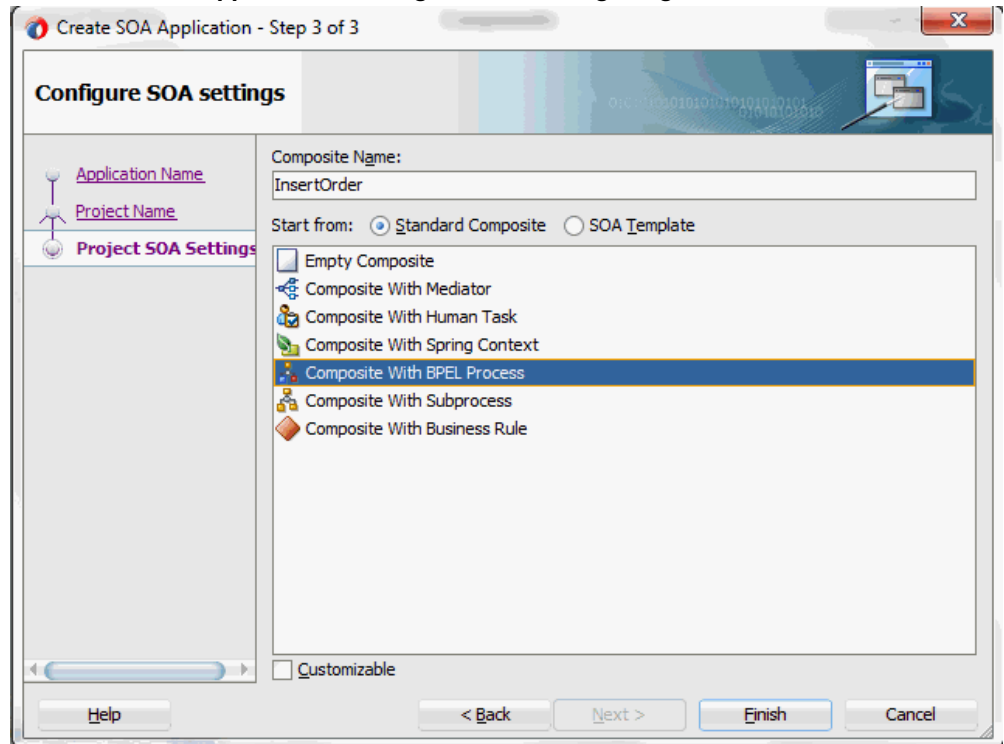 Create SOA Application - Step 3 of 3
Configure SOA settings
Application Name
Project Name
Project SOA Settings
Composite Name:
InsertOrder
Start from: Standard Composite SOA Template
Empty Composite
Composite With Mediator
Composite With Human Task
Composite With Spring Context
Composite With BPEL Process
Composite With Subprocess
Composite With Business Rule
Customizable
Help < Back Next > Finish Cancel